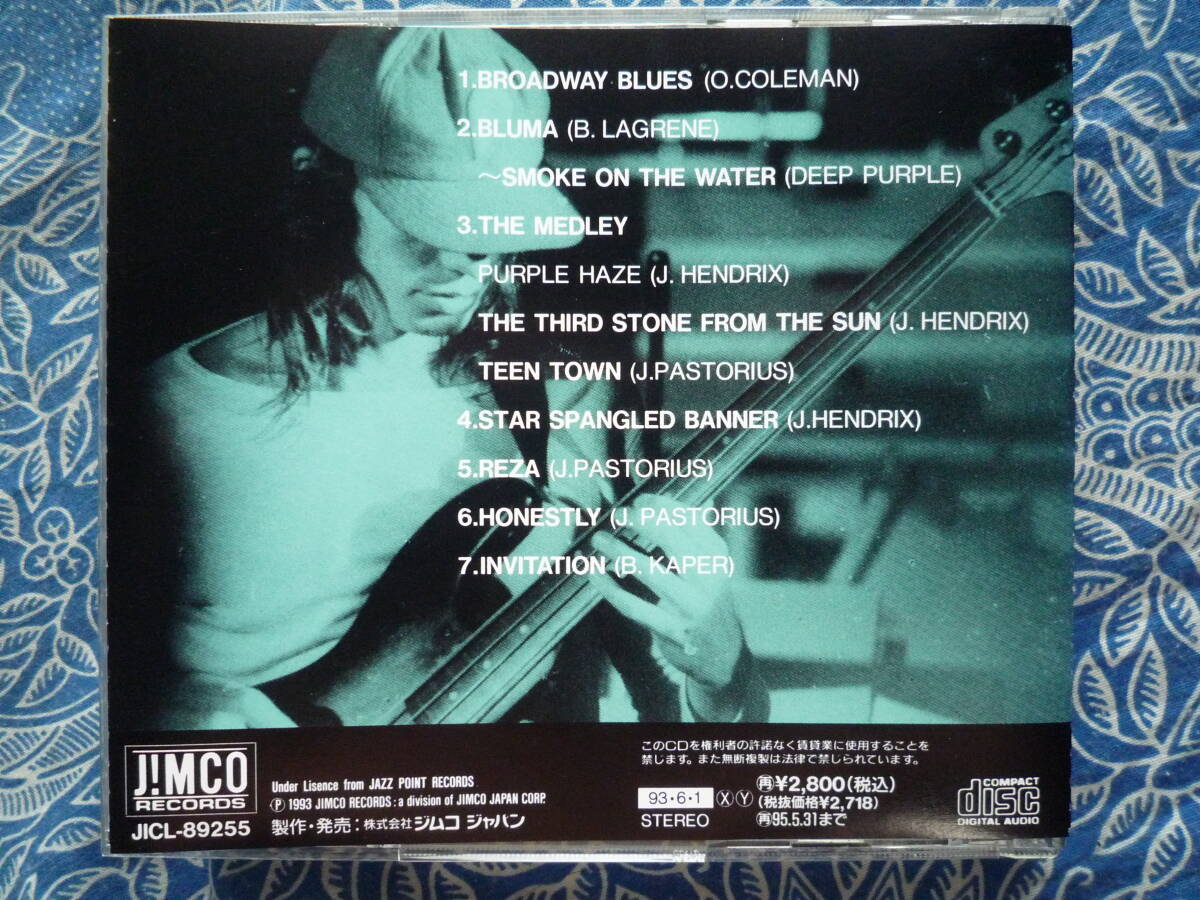 1.BROADWAY BLUES (O.COLEMAN)
2.BLUMA (B. LAGRENE)
～SMOKE ON THE WATER (DEEP PURPLE)
3.THE MEDLEY
PURPLE HAZE (J. HENDRIX)
THE THIRD STONE FROM THE SUN (J. HENDRIX)
TEEN TOWN (J.PASTORIUS)
4.STAR SPANGLED BANNER (J.HENDRIX)
5.REZA (J.PASTORIUS)
6.HONESTLY (J. PASTORIUS)
7.INVITATION (B. KAPER)
J!MCO
RECORDS
JICL-89255
Under Lisence from JAZZ POINT RECORDS
Ⓟ 1993 JIMCO RECORDS : a division of JIMCO JAPAN CORP.
製作・発売：株式会社 ジムコ ジャパン
このCDを権利者の許諾なく賃貸業に使用することを
禁じます。また無断複製は法律で禁じられています。
93・6・1 Ⓧ Ⓨ
STEREO
㊥¥2,800(税込)
(税抜価格¥2,718)
再95.5.31まで
COMPACT
disc
DIGITAL AUDIO